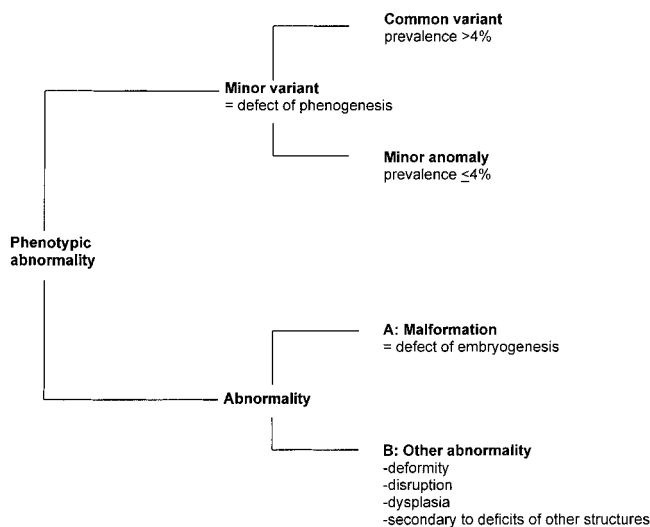 Common variant
prevalence >4%
Minor variant
= defect of phenogenesis
Minor anomaly
prevalence ≤4%
Phenotypic
abnormality
A: Malformation
= defect of embryogenesis
Abnormality
B: Other abnormality
-deformity
-disruption
-dysplasia
-secondary to deficits of other structures